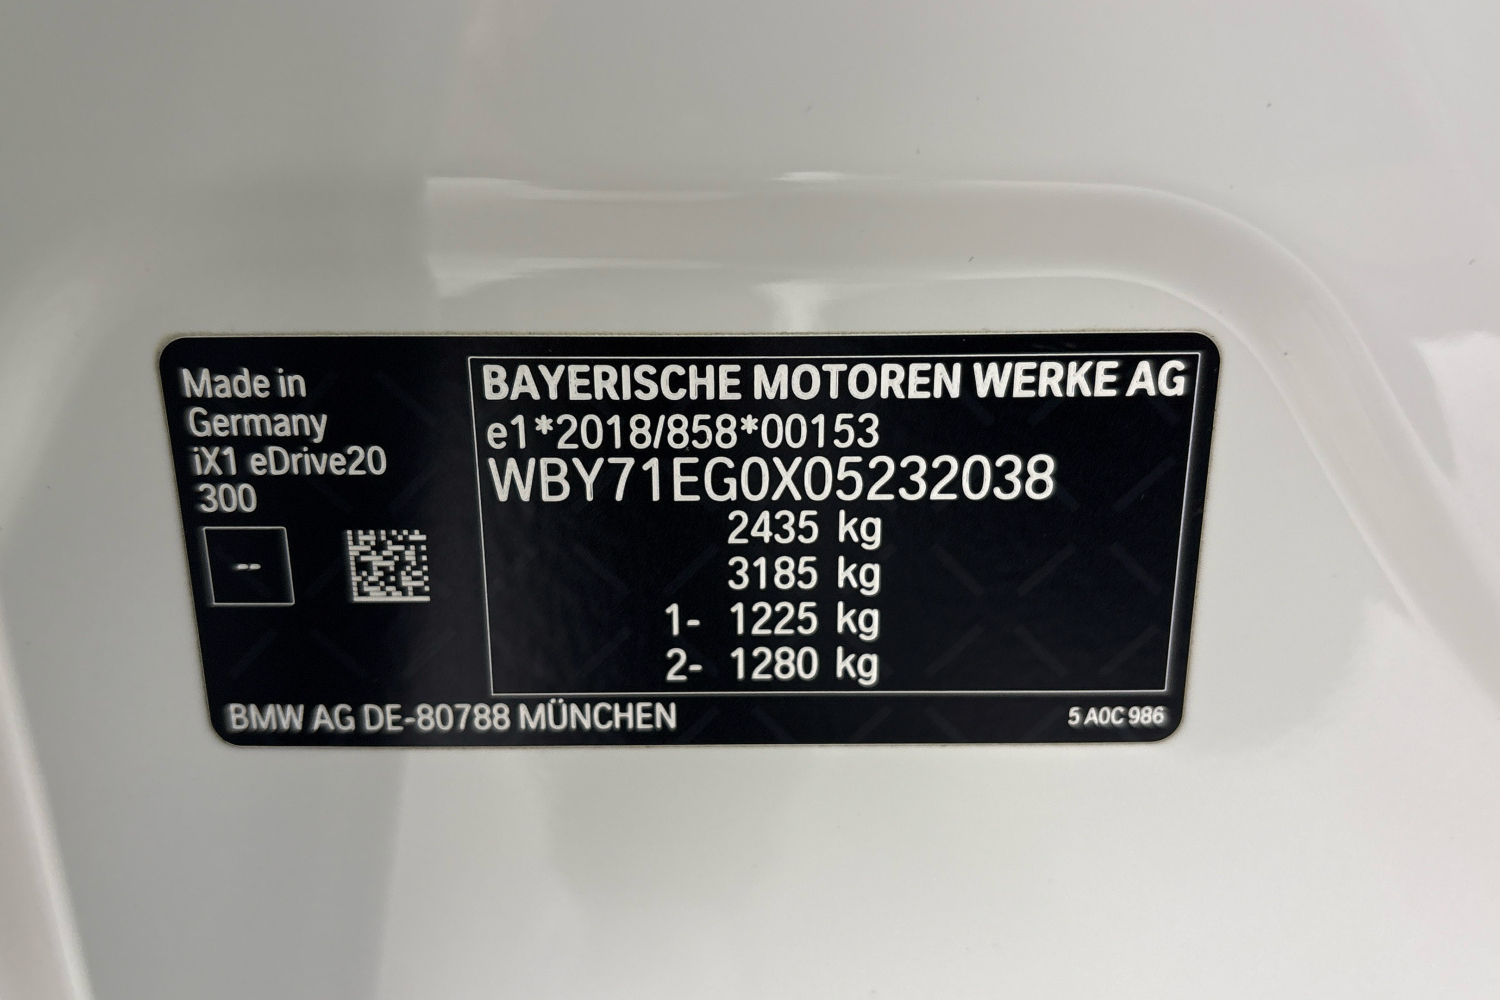 Made in
Germany
iX1 eDrive20
300
--
BAYERISCHE MOTOREN WERKE AG
e1*2018/858*00153
WBY71EG0X05232038
2435 kg
3185 kg
1- 1225 kg
2- 1280 kg
BMW AG DE-80788 MÜNCHEN
5 A0C 986